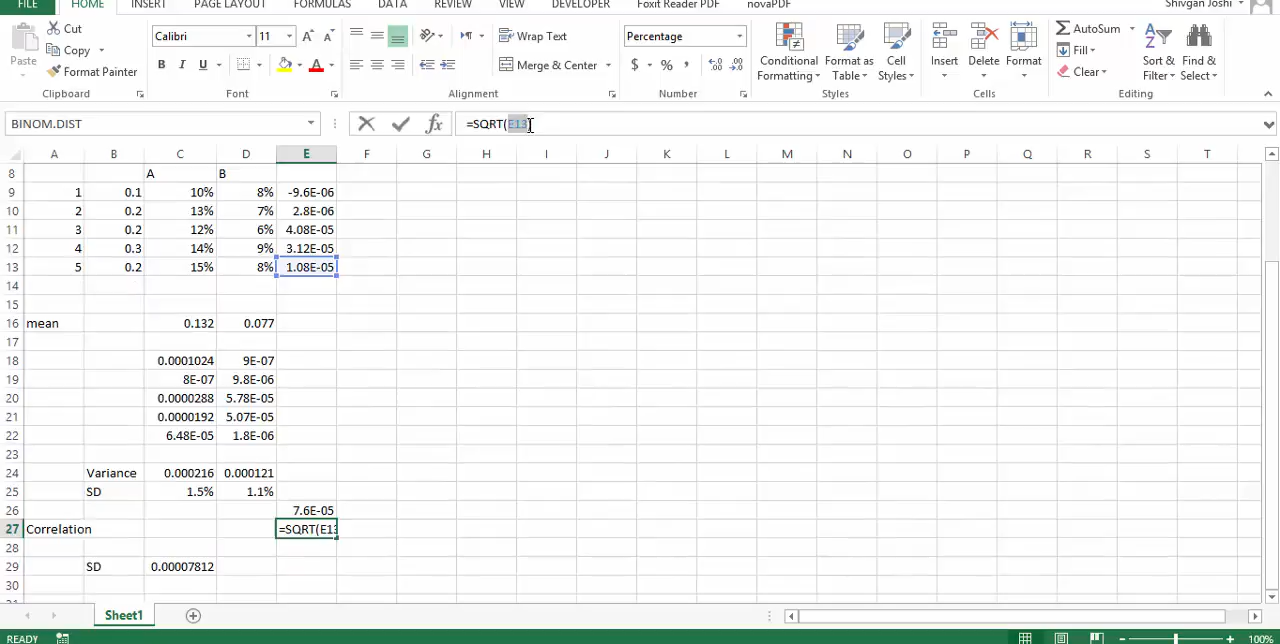 FILE HOME INSERT PAGE LAYOUT FORMULAS DATA REVIEW VIEW DEVELOPER Foxit Reader PDF novaPDF Shivgan Joshi
Paste Cut Copy Format Painter Clipboard
Calibri 11 A A B I U A Font
Wrap Text Merge & Center Alignment
Percentage $ % , .00 .0 Number
Conditional Formatting Format as Table Cell Styles Styles
Insert Delete Format Cells
AutoSum Fill Clear Sort & Filter Find & Select Editing
BINOM.DIST fx =SQRT(E13)
A B C D E F G H I J K L M N O P Q R S T
8 A B
9 1 0.1 10% 8% -9.6E-06
10 2 0.2 13% 7% 2.8E-06
11 3 0.2 12% 6% 4.08E-05
12 4 0.3 14% 9% 3.12E-05
13 5 0.2 15% 8% 1.08E-05
14
15
16 mean 0.132 0.077
17
18 0.0001024 9E-07
19 8E-07 9.8E-06
20 0.0000288 5.78E-05
21 0.0000192 5.07E-05
22 6.48E-05 1.8E-06
23
24 Variance 0.000216 0.000121
25 SD 1.5% 1.1%
26 7.6E-05
27 Correlation =SQRT(E13
28
29 SD 0.00007812
30
Sheet1
READY 100%